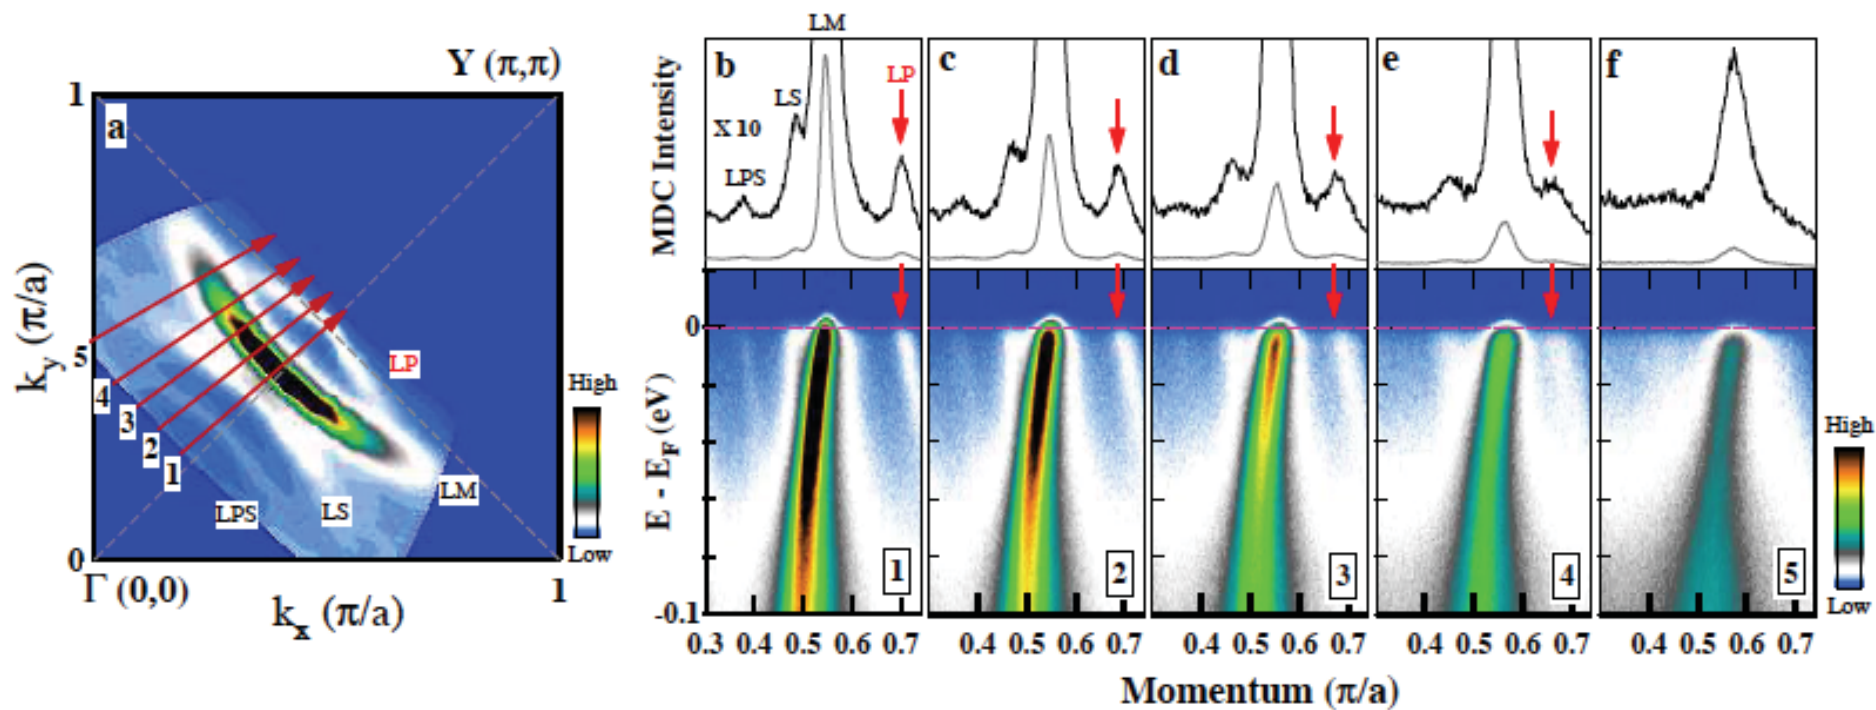 Y (π,π)
1
a
k_y (π/a)
5
4
3
2
1
LP
LM
LS
LPS
High
Low
0
Γ (0,0)
1
k_x (π/a)
MDC Intensity
b
LM
LS
LP
X 10
LPS
c
d
e
f
E - E_F (eV)
0
-0.1
1
2
3
4
5
High
Low
0.3 0.4 0.5 0.6 0.7
0.4 0.5 0.6 0.7
0.4 0.5 0.6 0.7
0.4 0.5 0.6 0.7
0.4 0.5 0.6 0.7
Momentum (π/a)